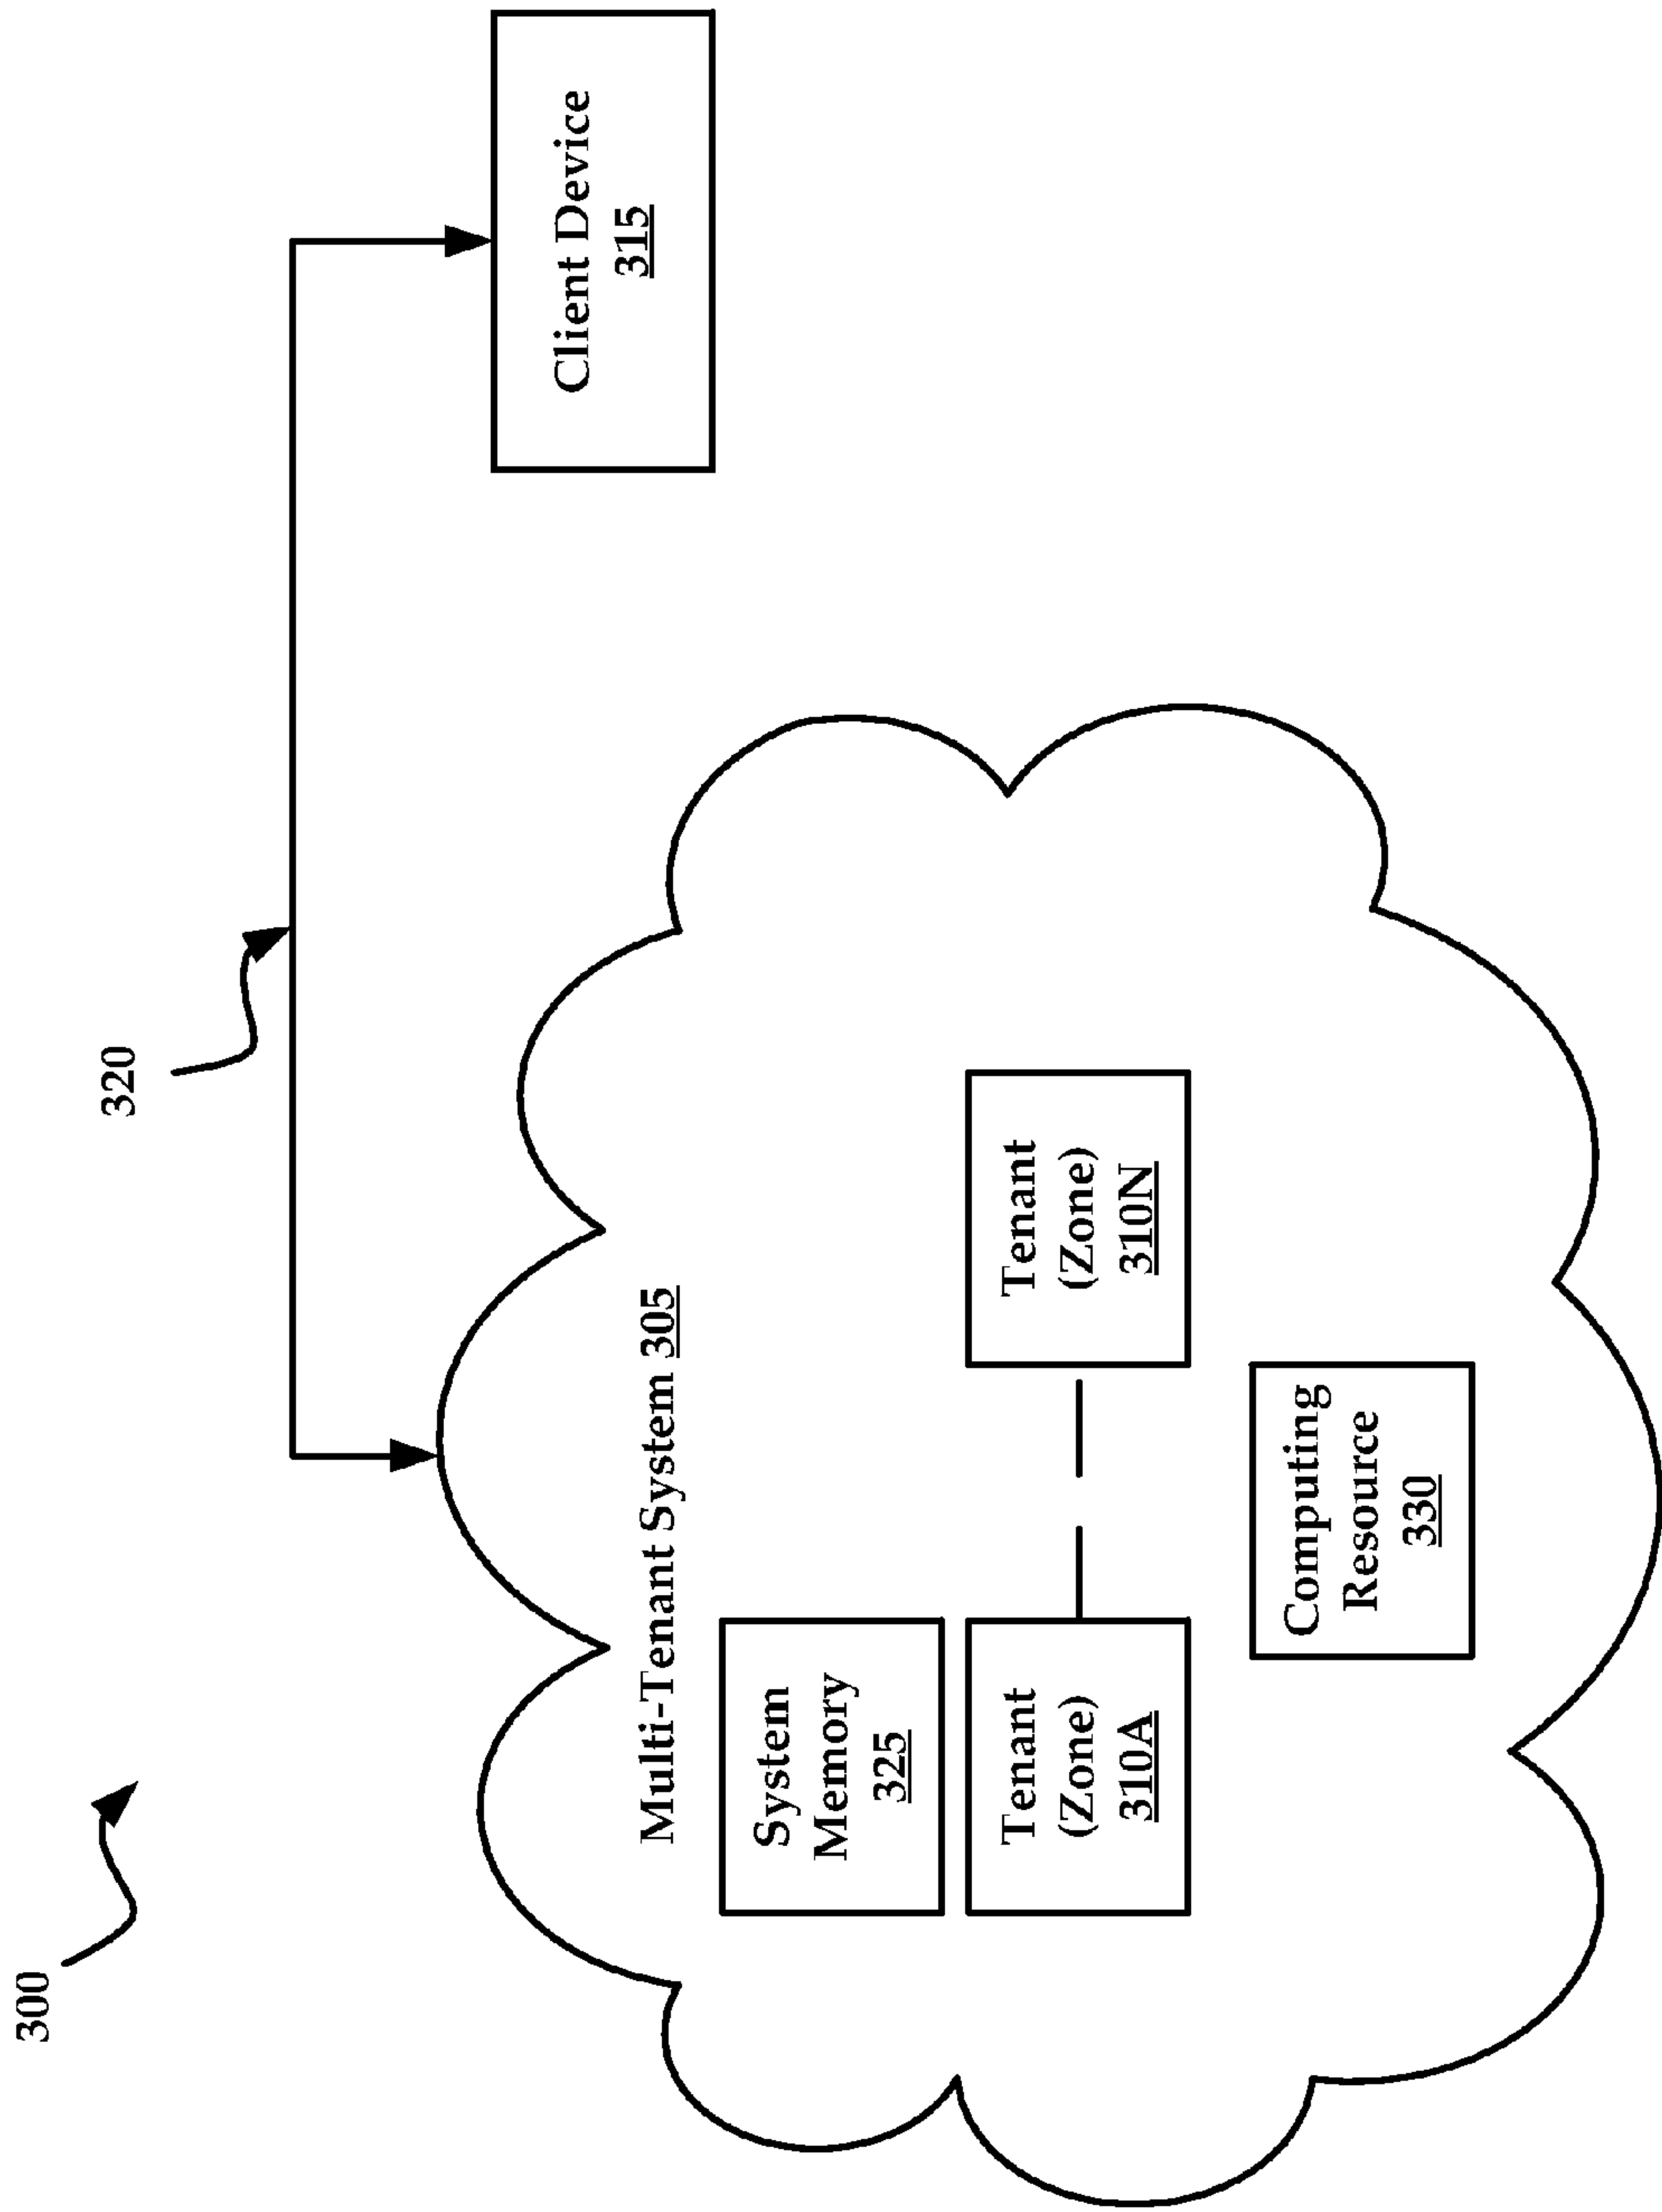 300
320
Client Device
315
Multi-Tenant System 305
System
Memory
325
Tenant
(Zone)
310A
Tenant
(Zone)
310N
Computing
Resource
330